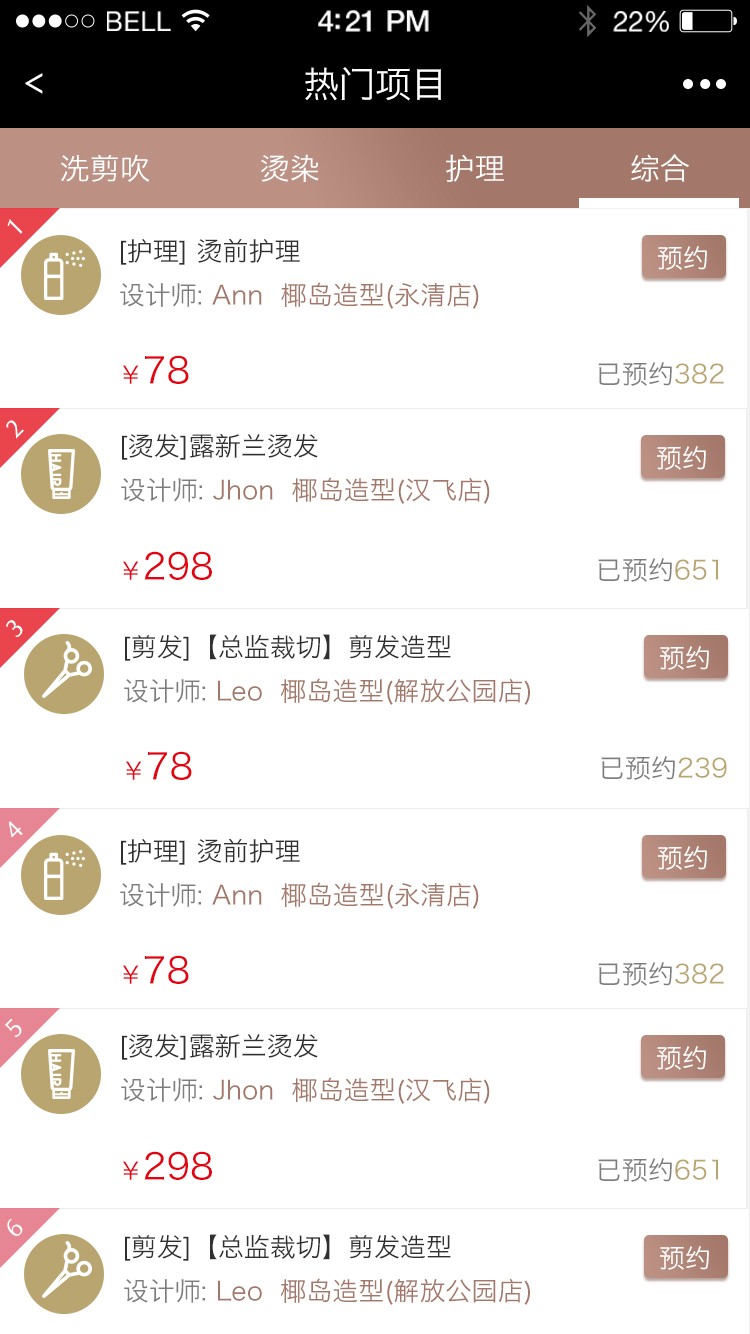 BELL 4:21 PM 22%
< 热门项目
洗剪吹 烫染 护理 综合
1
[护理] 烫前护理 预约
设计师: Ann 椰岛造型(永清店)
¥78 已预约382
2
HAIR
[烫发]露新兰烫发 预约
设计师: Jhon 椰岛造型(汉飞店)
¥298 已预约651
3
[剪发]【总监裁切】剪发造型 预约
设计师: Leo 椰岛造型(解放公园店)
¥78 已预约239
4
[护理] 烫前护理 预约
设计师: Ann 椰岛造型(永清店)
¥78 已预约382
5
HAIR
[烫发]露新兰烫发 预约
设计师: Jhon 椰岛造型(汉飞店)
¥298 已预约651
6
[剪发]【总监裁切】剪发造型 预约
设计师: Leo 椰岛造型(解放公园店)